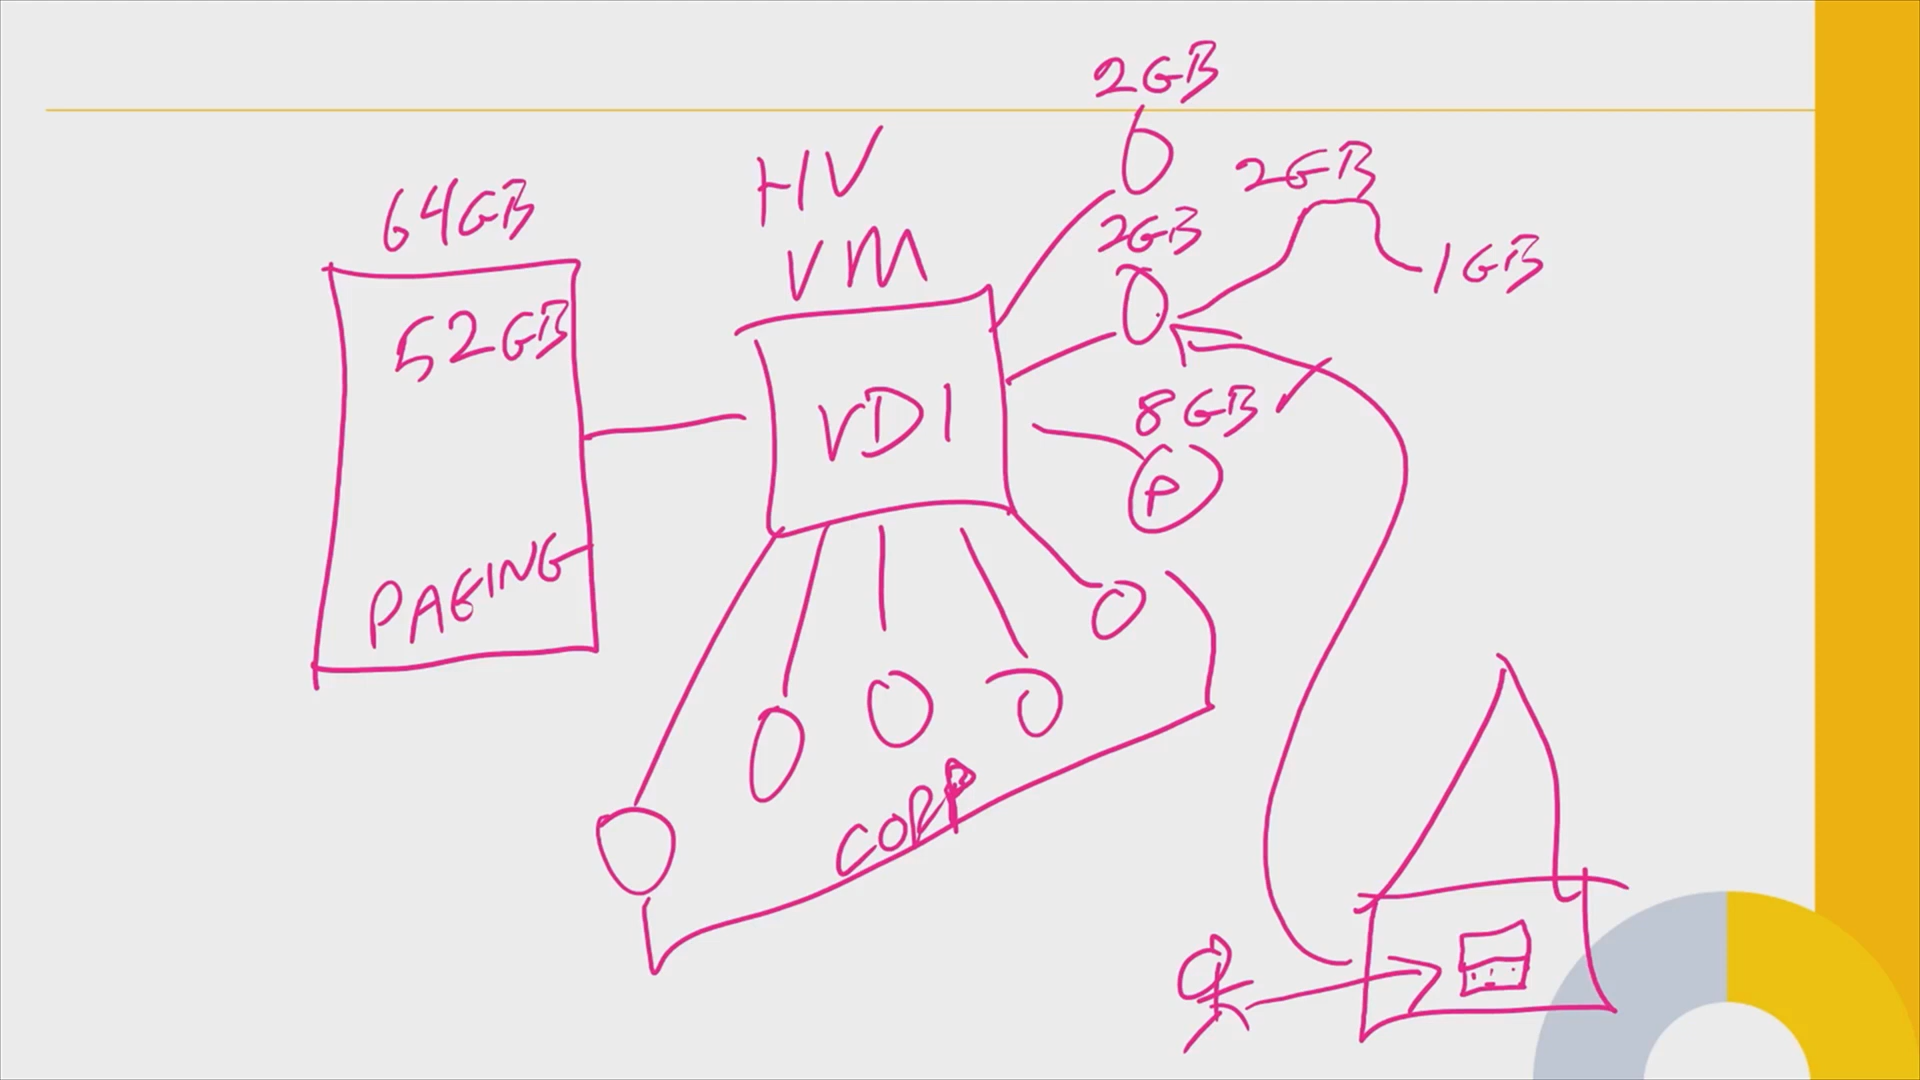 64GB
52GB
PAGING
HV
VM
VDI
2GB
2GB
2GB
1GB
8GB
P
CORP